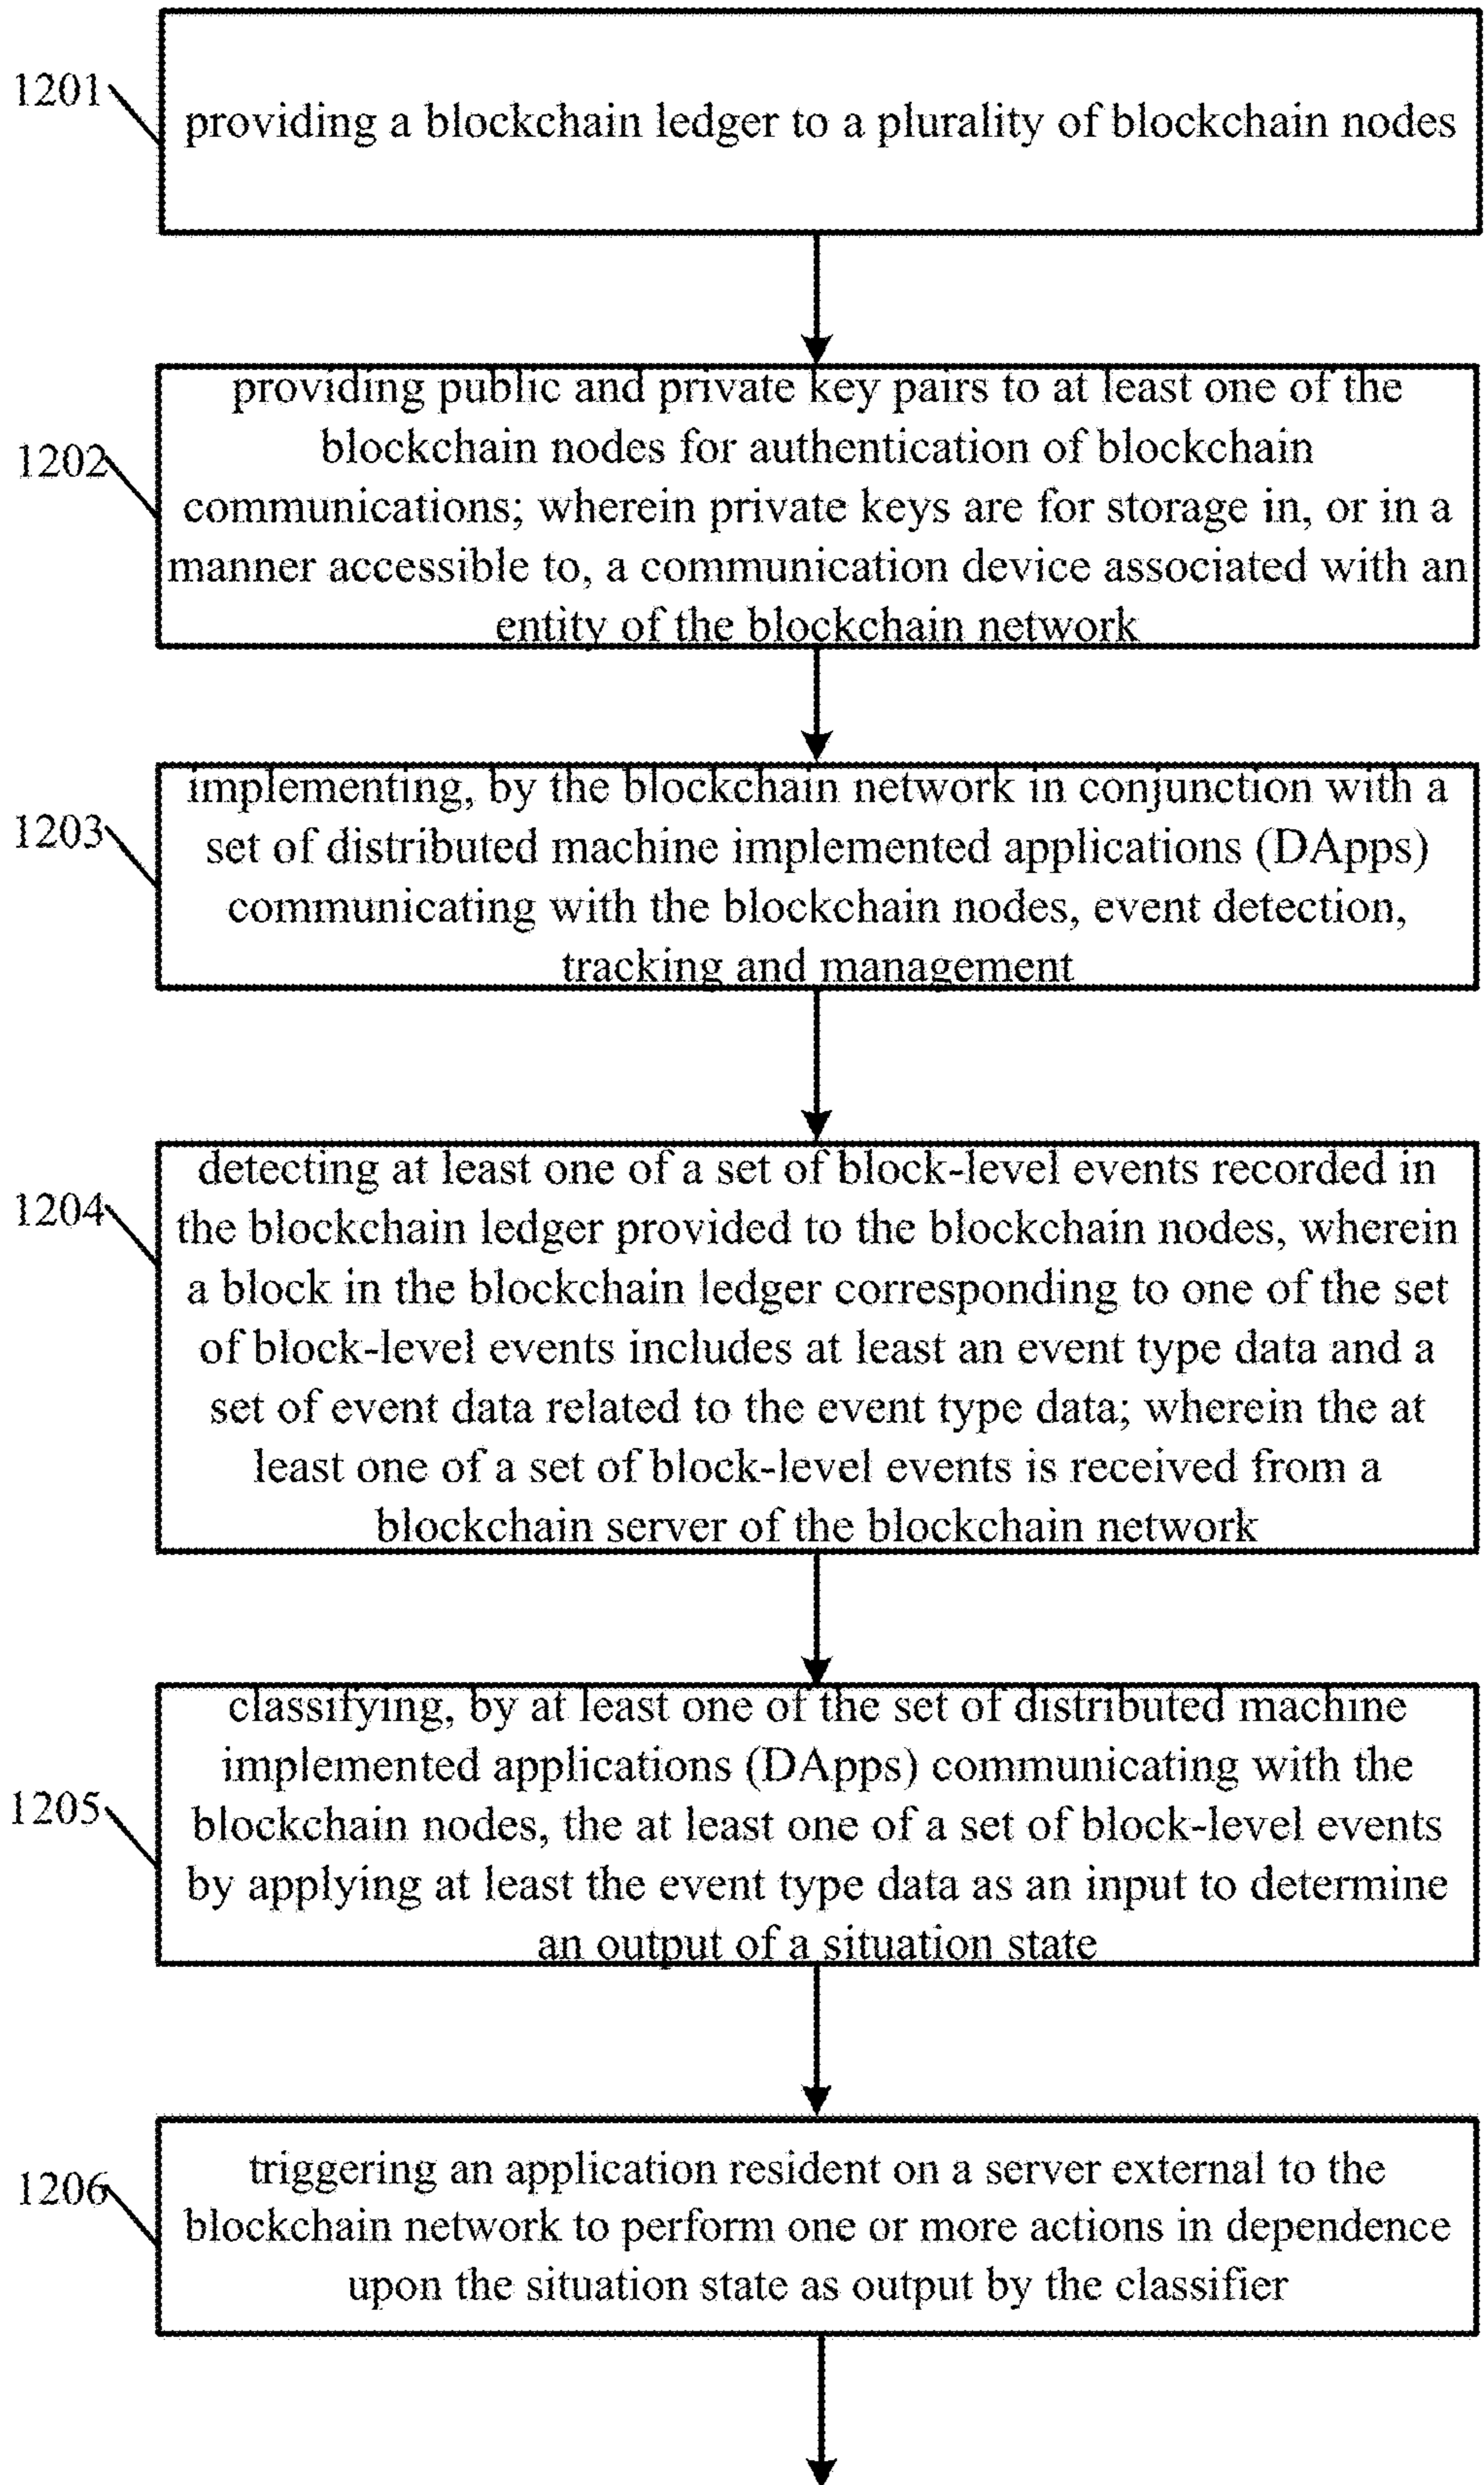 1201
providing a blockchain ledger to a plurality of blockchain nodes
1202
providing public and private key pairs to at least one of the
blockchain nodes for authentication of blockchain
communications; wherein private keys are for storage in, or in a
manner accessible to, a communication device associated with an
entity of the blockchain network
1203
implementing, by the blockchain network in conjunction with a
set of distributed machine implemented applications (DApps)
communicating with the blockchain nodes, event detection,
tracking and management
1204
detecting at least one of a set of block-level events recorded in
the blockchain ledger provided to the blockchain nodes, wherein
a block in the blockchain ledger corresponding to one of the set
of block-level events includes at least an event type data and a
set of event data related to the event type data; wherein the at
least one of a set of block-level events is received from a
blockchain server of the blockchain network
1205
classifying, by at least one of the set of distributed machine
implemented applications (DApps) communicating with the
blockchain nodes, the at least one of a set of block-level events
by applying at least the event type data as an input to determine
an output of a situation state
1206
triggering an application resident on a server external to the
blockchain network to perform one or more actions in dependence
upon the situation state as output by the classifier